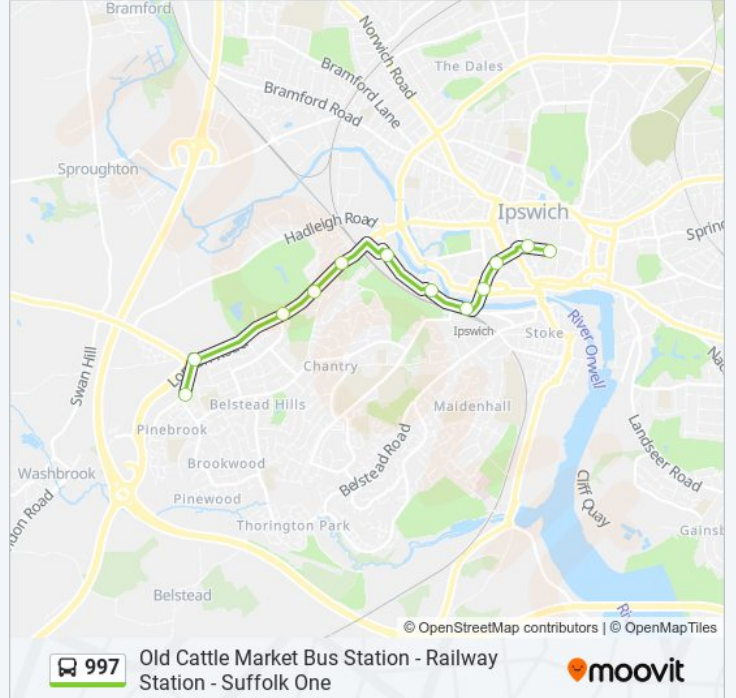 Bramford
Norwich Road
The Dales
Bramford Lane
Bramford Road
Sproughton
Ipswich
Hadleigh Road
Spring
River Orwell
Ipswich
Stoke
Swan Hill
Chantry
Belstead Hills
Maidenhall
Landseer Road
Pinebrook
Belstead Road
Brookwood
Washbrook
Cliff Quay
Pinewood
Thorington Park
don Road
Gainsb
Belstead
© OpenStreetMap contributors | © OpenMapTiles
997
Old Cattle Market Bus Station - Railway
Station - Suffolk One
moovit